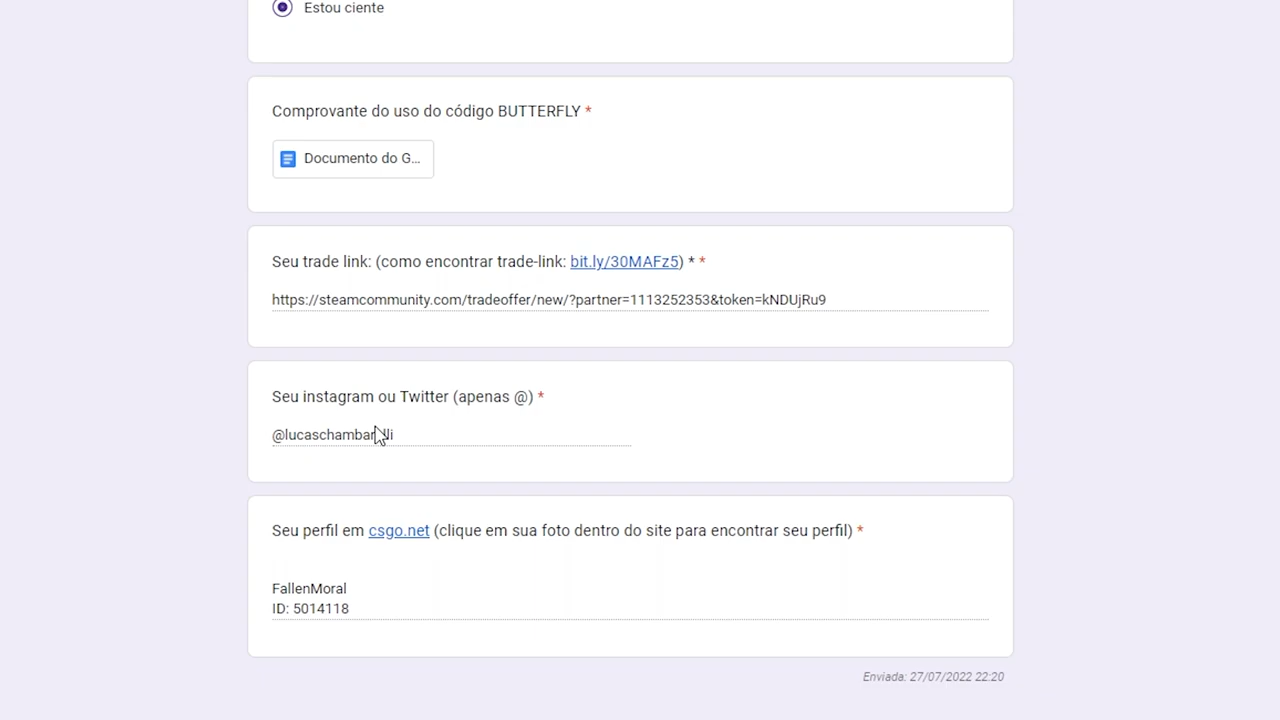 Estou ciente
Comprovante do uso do código BUTTERFLY *
Documento do G...
Seu trade link: (como encontrar trade-link: bit.ly/30MAFz5) * *
https://steamcommunity.com/tradeoffer/new/?partner=1113252353&token=kNDUjRu9
Seu instagram ou Twitter (apenas @) *
Seu perfil em csgo.net (clique em sua foto dentro do site para encontrar seu perfil) *
FallenMoral
ID: 5014118
Enviada: 27/07/2022 22:20